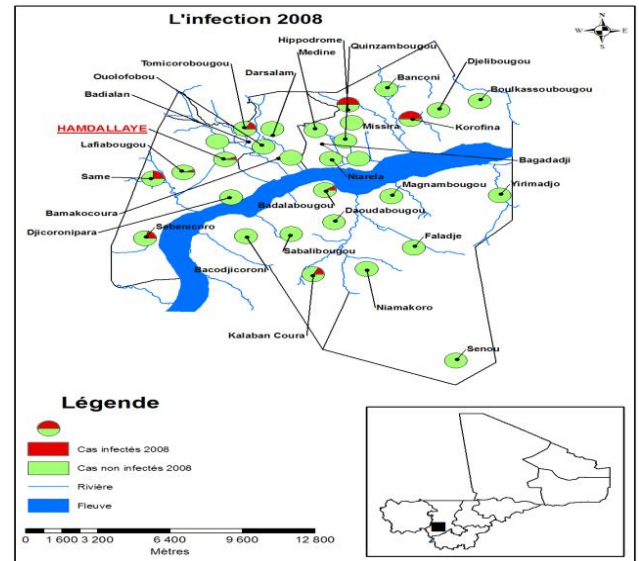 L'infection 2008
N
W E
S
Hippodrome
Medine
Quinzambougou
Tomicorobougou
Darsalam
Ouolofobou
Badialan
Banconi
Djelibougou
Boulkassoubougou
HAMDALLAYE
Lafiabougou
Same
Missira
Korofina
Bagadadji
Niarela
Bamakocoura
Djicoronipara
Sebenicoro
Badalabougou
Magnambougou
Yirimadjo
Daoudabougou
Bacodjicoroni
Sabalibougou
Faladje
Niamakoro
Kalaban Coura
Senou
Légende
Cas infectés 2008
Cas non infectés 2008
Rivière
Fleuve
0 1 600 3 200 6 400 9 600 12 800
Mètres